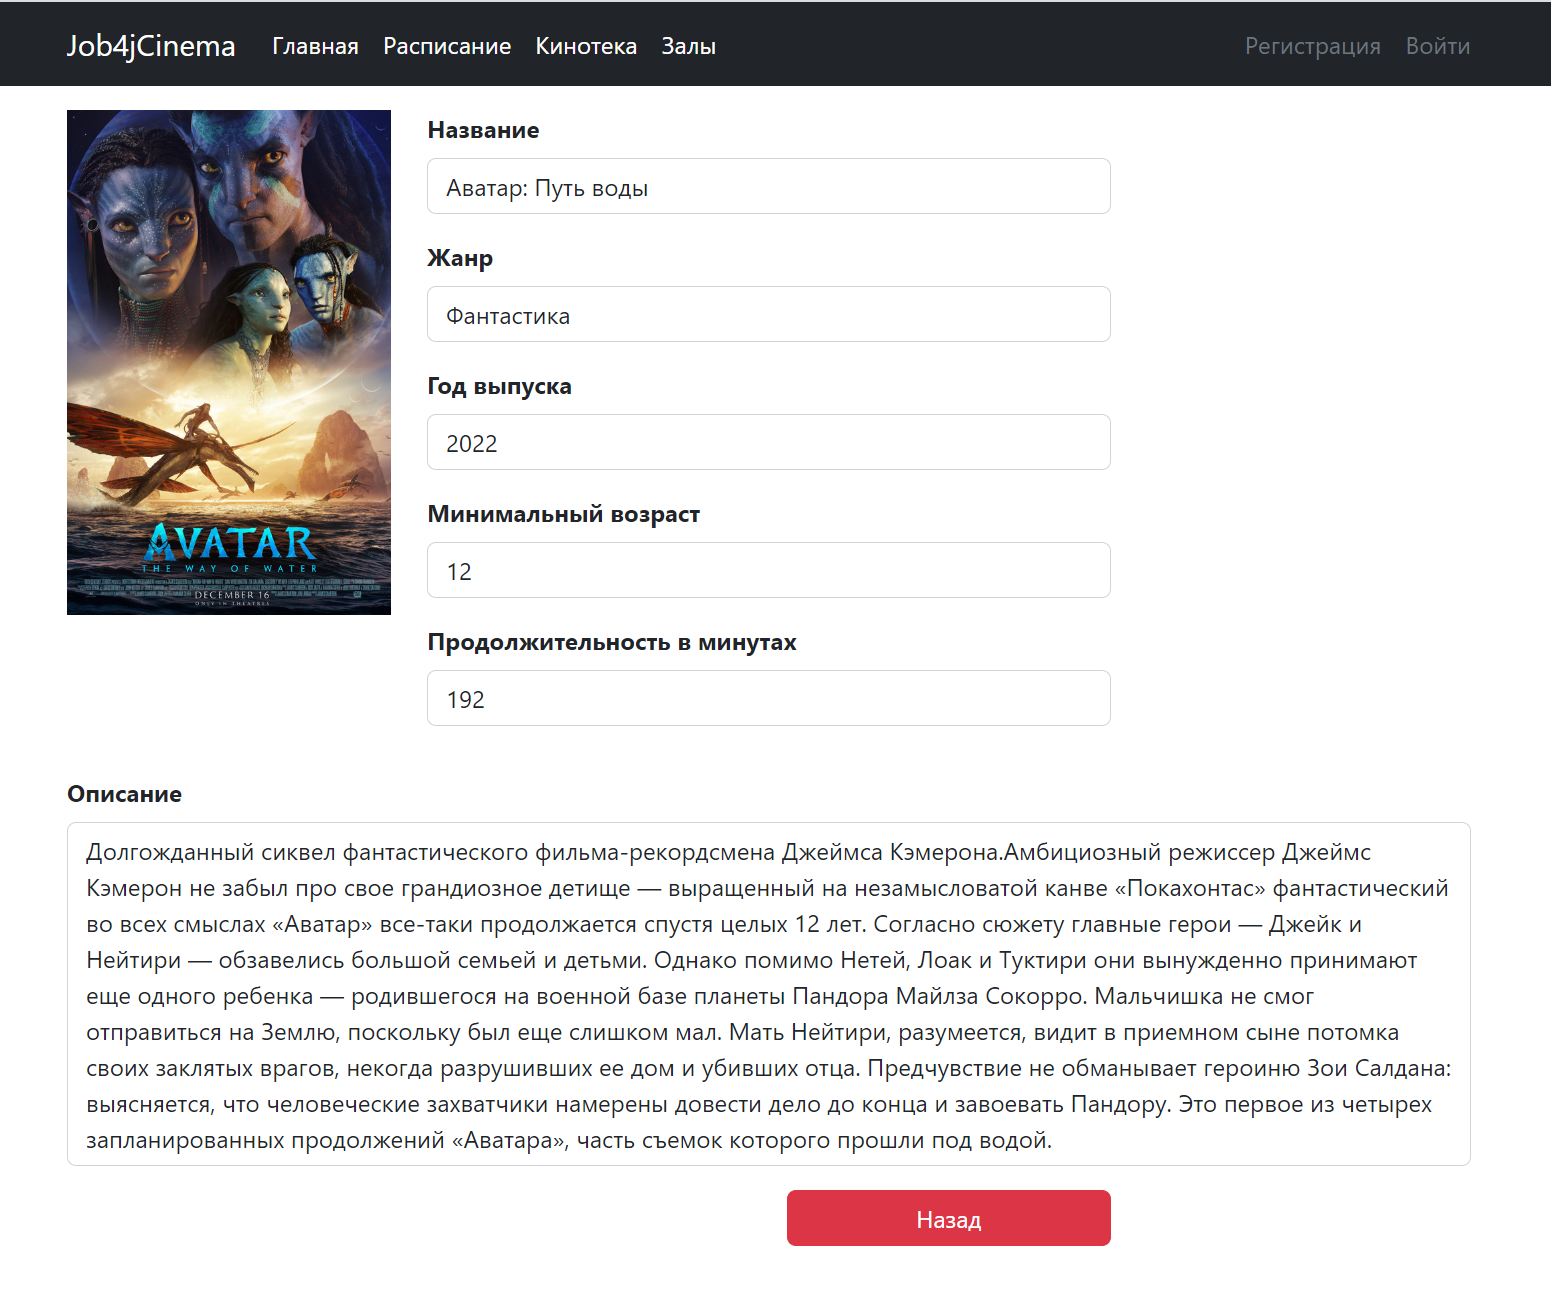 Job4jCinema Главная Расписание Кинотека Залы Регистрация Войти
Название
Аватар: Путь воды
Жанр
Фантастика
Год выпуска
2022
Минимальный возраст
12
Продолжительность в минутах
192
AVATAR
THE WAY OF WATER
DECEMBER 16
ONLY IN THEATRES
Описание
Долгожданный сиквел фантастического фильма-рекордсмена Джеймса Кэмерона.Амбициозный режиссер Джеймс
Кэмерон не забыл про свое грандиозное детище — выращенный на незамысловатой канве «Покахонтас» фантастический
во всех смыслах «Аватар» все-таки продолжается спустя целых 12 лет. Согласно сюжету главные герои — Джейк и
Нейтири — обзавелись большой семьей и детьми. Однако помимо Нетей, Лоак и Туктири они вынужденно принимают
еще одного ребенка — родившегося на военной базе планеты Пандора Майлза Сокорро. Мальчишка не смог
отправиться на Землю, поскольку был еще слишком мал. Мать Нейтири, разумеется, видит в приемном сыне потомка
своих заклятых врагов, некогда разрушивших ее дом и убивших отца. Предчувствие не обманывает героиню Зои Салдана:
выясняется, что человеческие захватчики намерены довести дело до конца и завоевать Пандору. Это первое из четырех
запланированных продолжений «Аватара», часть съемок которого прошли под водой.
Назад